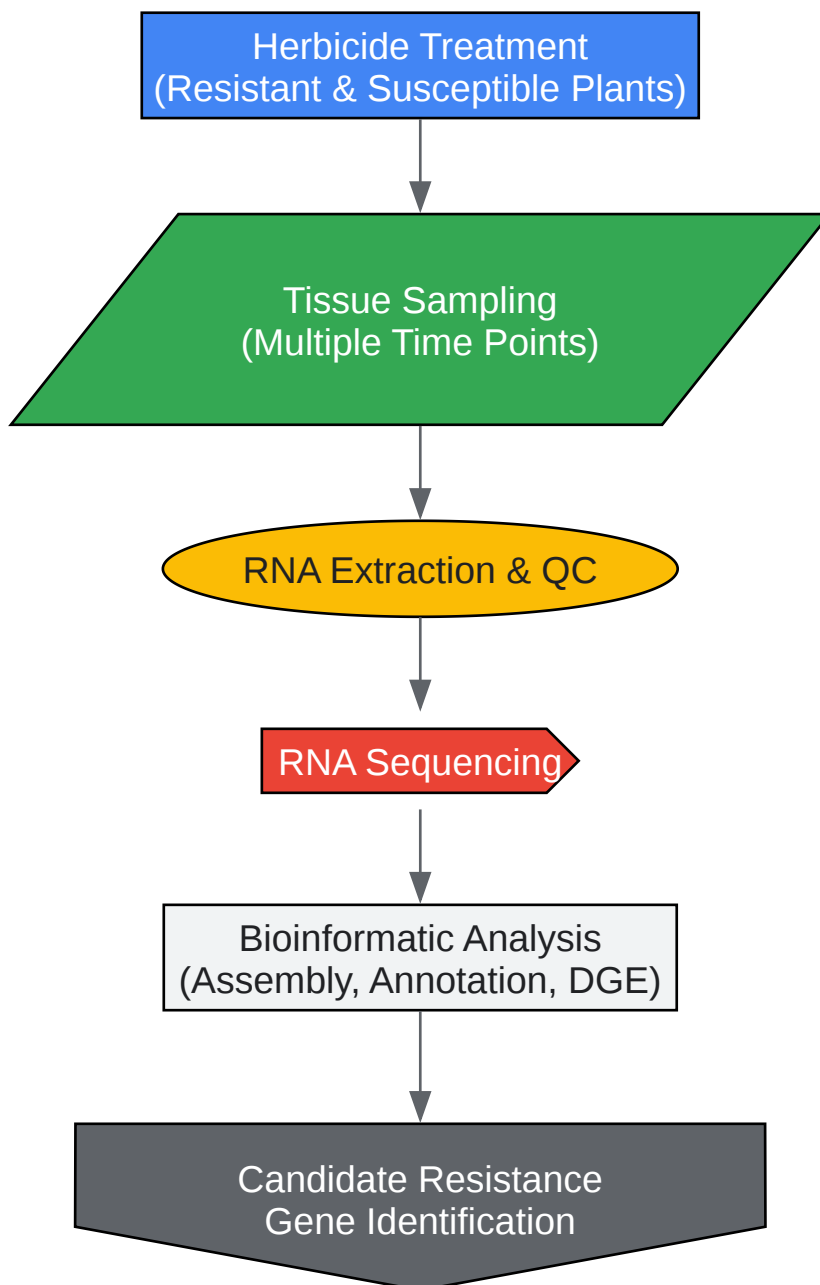 Herbicide Treatment
(Resistant & Susceptible Plants)
Tissue Sampling
(Multiple Time Points)
RNA Extraction & QC
RNA Sequencing
Bioinformatic Analysis
(Assembly, Annotation, DGE)
Candidate Resistance
Gene Identification